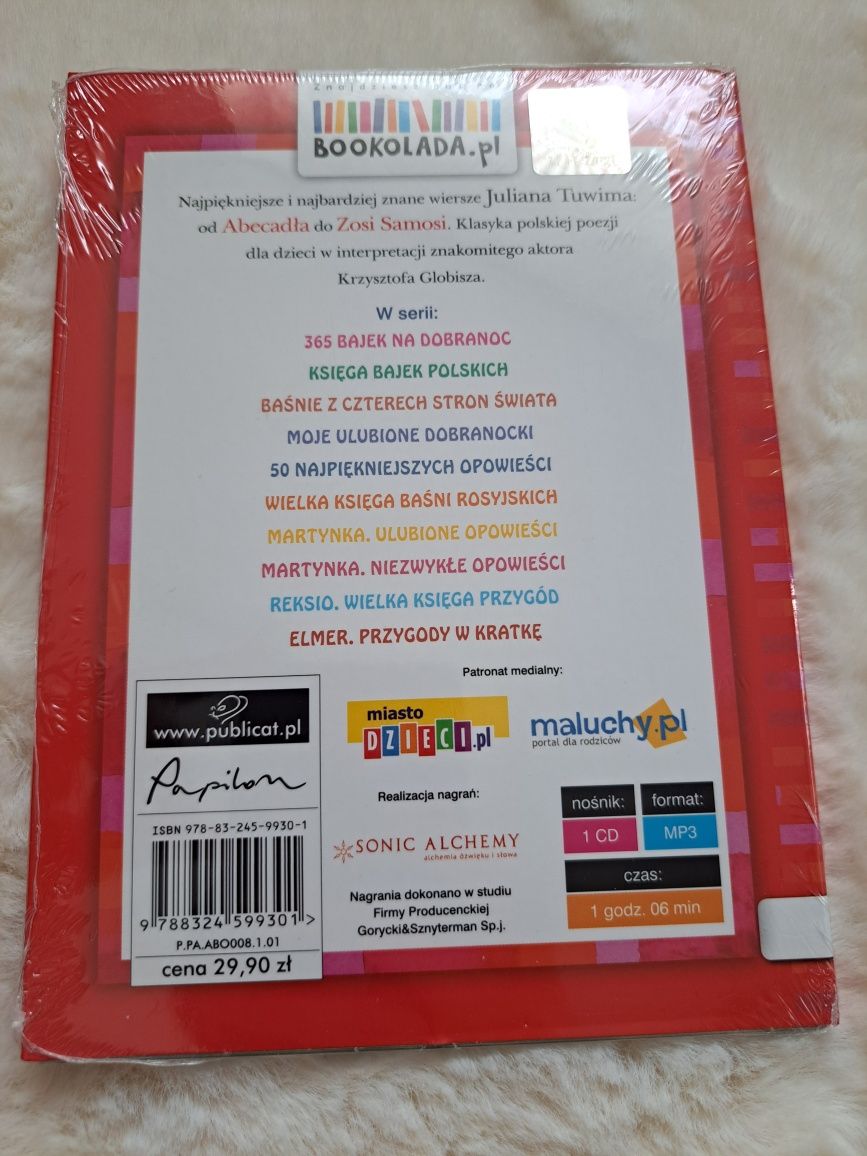 BOOKOLADA.pl
Najpiękniejsze i najbardziej znane wiersze Juliana Tuwima:
od Abecadła do Zosi Samosi. Klasyka polskiej poezji
dla dzieci w interpretacji znakomitego aktora
Krzysztofa Globisza.
W serii:
365 BAJEK NA DOBRANOC
KSIĘGA BAJEK POLSKICH
BAŚNIE Z CZTERECH STRON ŚWIATA
MOJE ULUBIONE DOBRANOCKI
50 NAJPIĘKNIEJSZYCH OPOWIEŚCI
WIELKA KSIĘGA BAŚNI ROSYJSKICH
MARTYNKA. ULUBIONE OPOWIEŚCI
MARTYNKA. NIEZWYKŁE OPOWIEŚCI
REKSIO. WIELKA KSIĘGA PRZYGÓD
ELMER. PRZYGODY W KRATKĘ
Patronat medialny:
miasto
DZIECI.pl
maluchy.pl
portal dla rodziców
www.publicat.pl
Papilon
ISBN 978-83-245-9930-1
9 788324 599301 >
P.PA.ABO008.1.01
cena 29,90 zł
Realizacja nagrań:
SONIC ALCHEMY
alchemia dźwięku i słowa
Nagrania dokonano w studiu
Firmy Producenckiej
Gorycki&Sznyterman Sp.j.
nośnik: format:
1 CD MP3
czas:
1 godz. 06 min